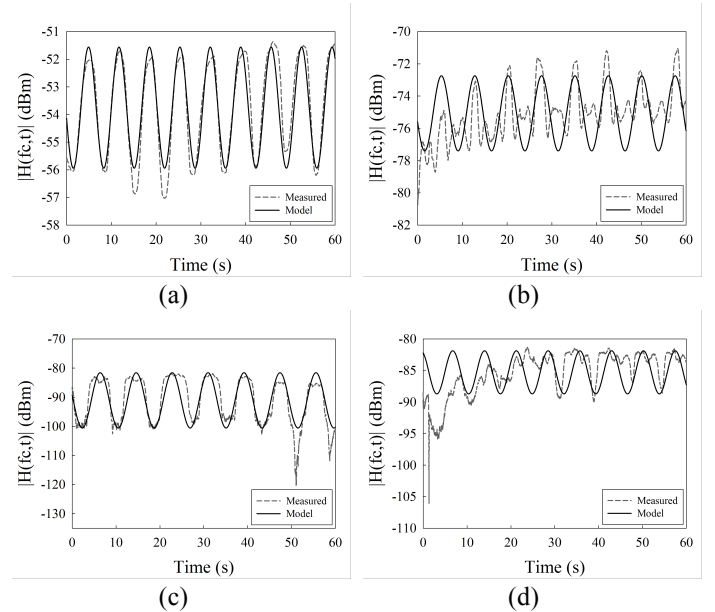 -51
-52
-53
-54
-55
-56
-57
-58
|H(fc,t)| (dBm)
Measured
Model
0 10 20 30 40 50 60
Time (s)
(a)
-70
-72
-74
-76
-78
-80
-82
|H(fc,t)| (dBm)
Measured
Model
0 10 20 30 40 50 60
Time (s)
(b)
-70
-80
-90
-100
-110
-120
-130
|H(fc,t)| (dBm)
Measured
Model
0 10 20 30 40 50 60
Time (s)
(c)
-80
-85
-90
-95
-100
-105
-110
|H(fc,t)| (dBm)
Measured
Model
0 10 20 30 40 50 60
Time (s)
(d)